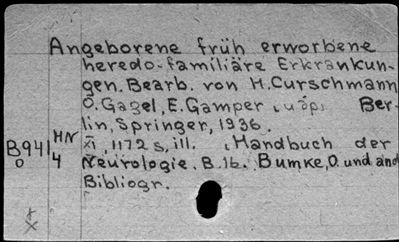 Angeborene früh erworbene
heredo-familiäre Erkrankun-
gen. Bearb. von H. Curschmann
O. Gagel, E. Gamper, Ber-
lin, Springer, 1936.
HN
B941 XI, 1172 s, ill. Handbuch der
0 4 Neurologie. B. 16. Bumke, O. und and
Bibliogr.